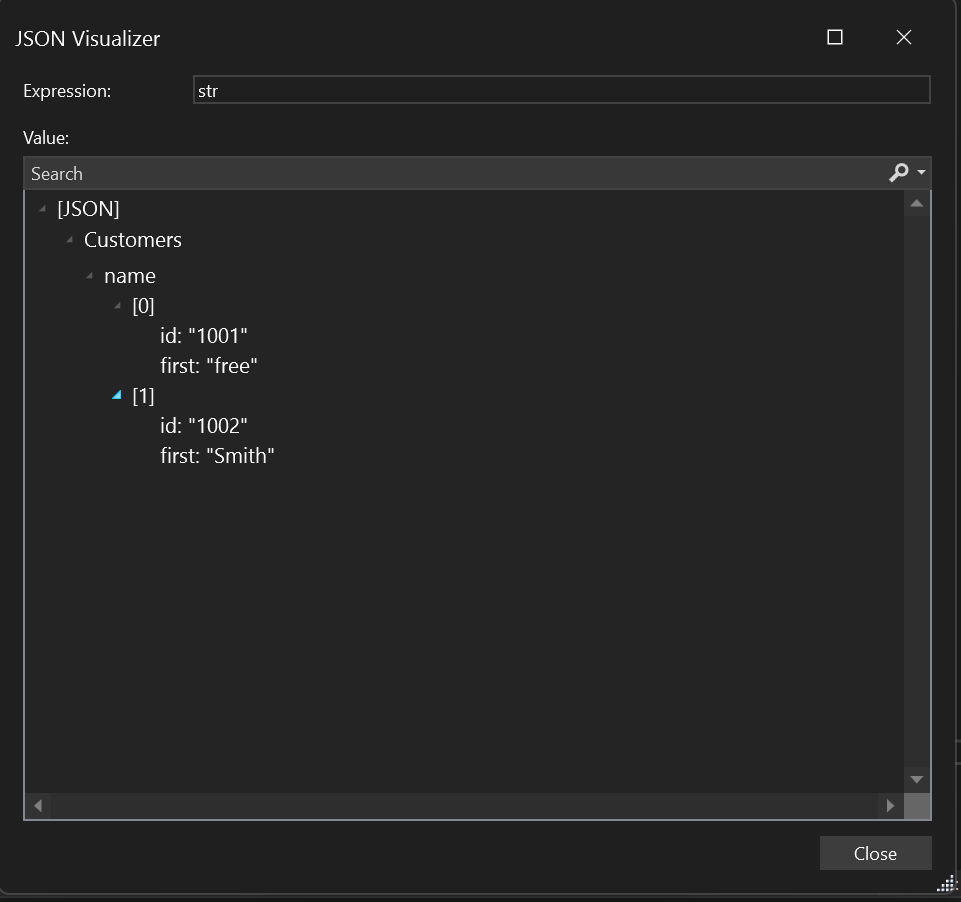 JSON Visualizer
Expression: str
Value:
Search
[JSON]
Customers
name
[0]
id: "1001"
first: "free"
[1]
id: "1002"
first: "Smith"
Close